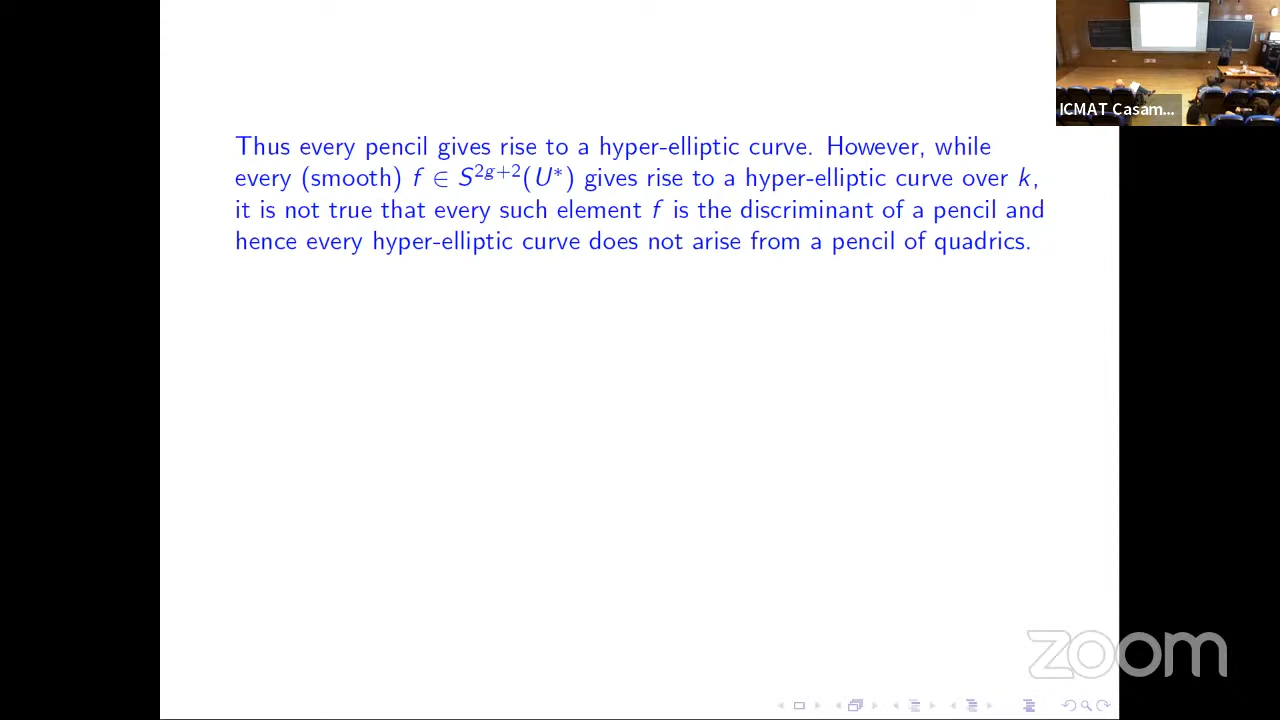 ICMAT Casam...
Thus every pencil gives rise to a hyper-elliptic curve. However, while
every (smooth) f ∈ S²ᵍ⁺²(U*) gives rise to a hyper-elliptic curve over k,
it is not true that every such element f is the discriminant of a pencil and
hence every hyper-elliptic curve does not arise from a pencil of quadrics.
zoom